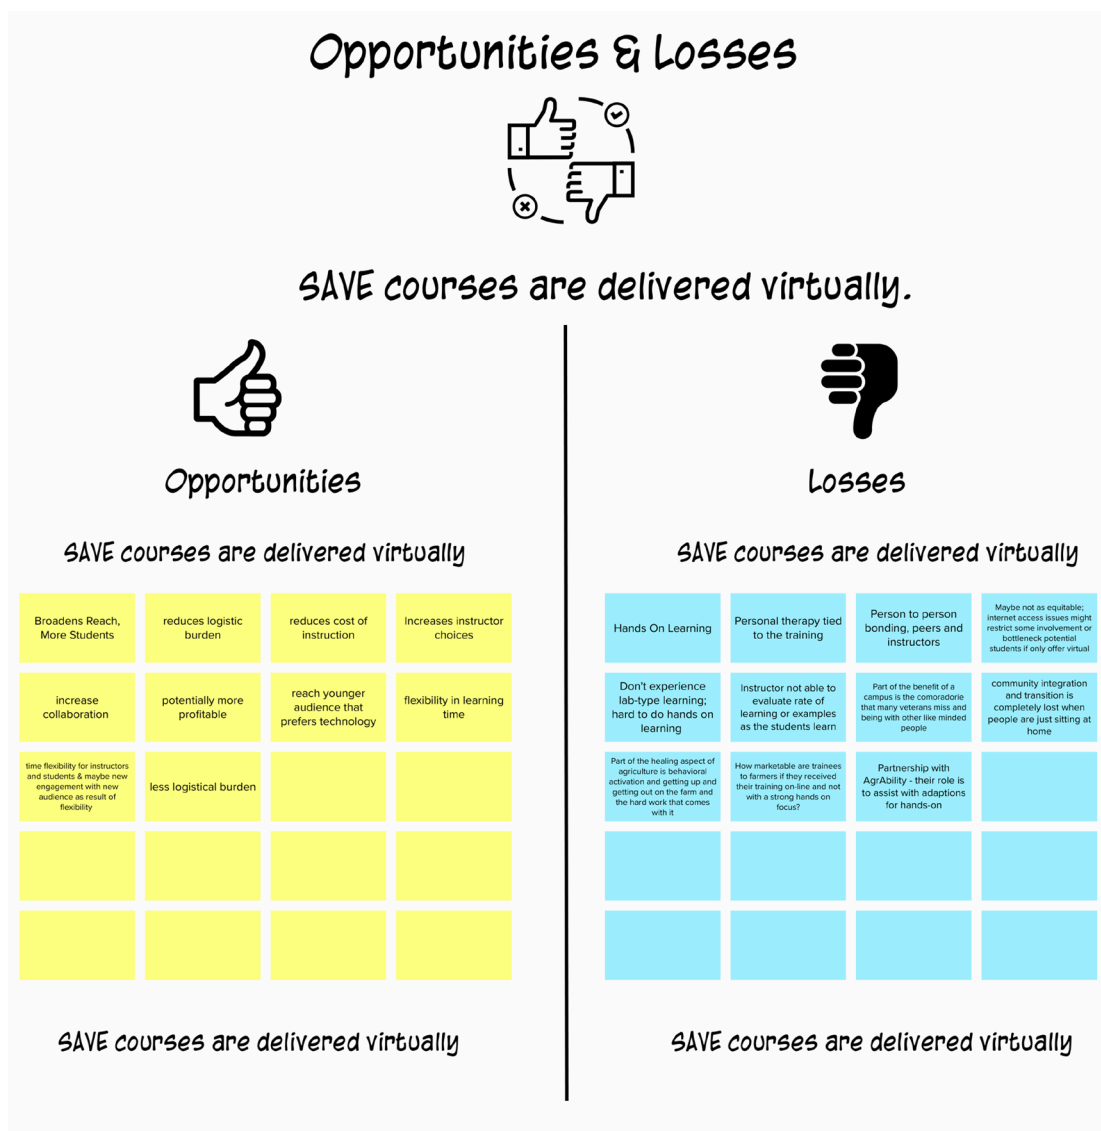 Opportunities & Losses
SAVE courses are delivered virtually.
Opportunities
SAVE courses are delivered virtually
Broadens Reach,
More Students
reduces logistic
burden
reduces cost of
instruction
Increases instructor
choices
increase
collaboration
potentially more
profitable
reach younger
audience that
prefers technology
flexibility in learning
time
time flexibility for instructors
and students & maybe new
engagement with new
audience as result of
flexibility
less logistical burden
SAVE courses are delivered virtually
Losses
SAVE courses are delivered virtually
Hands On Learning
Personal therapy tied
to the training
Person to person
bonding, peers and
instructors
Maybe not as equitable;
internet access issues might
restrict some involvement or
bottleneck potential
students if only offer virtual
Don't experience
lab-type learning;
hard to do hands on
learning
Instructor not able to
evaluate rate of
learning or examples
as the students learn
Part of the benefit of a
campus is the comoradorie
that many veterans miss and
being with other like minded
people
community integration
and transition is
completely lost when
people are just sitting at
home
Part of the healing aspect of
agriculture is behavioral
activation and getting up and
getting out on the farm and
the hard work that comes
with it
How marketable are trainees
to farmers if they received
their training on-line and not
with a strong hands on
focus?
Partnership with
AgrAbility - their role is
to assist with adaptions
for hands-on
SAVE courses are delivered virtually